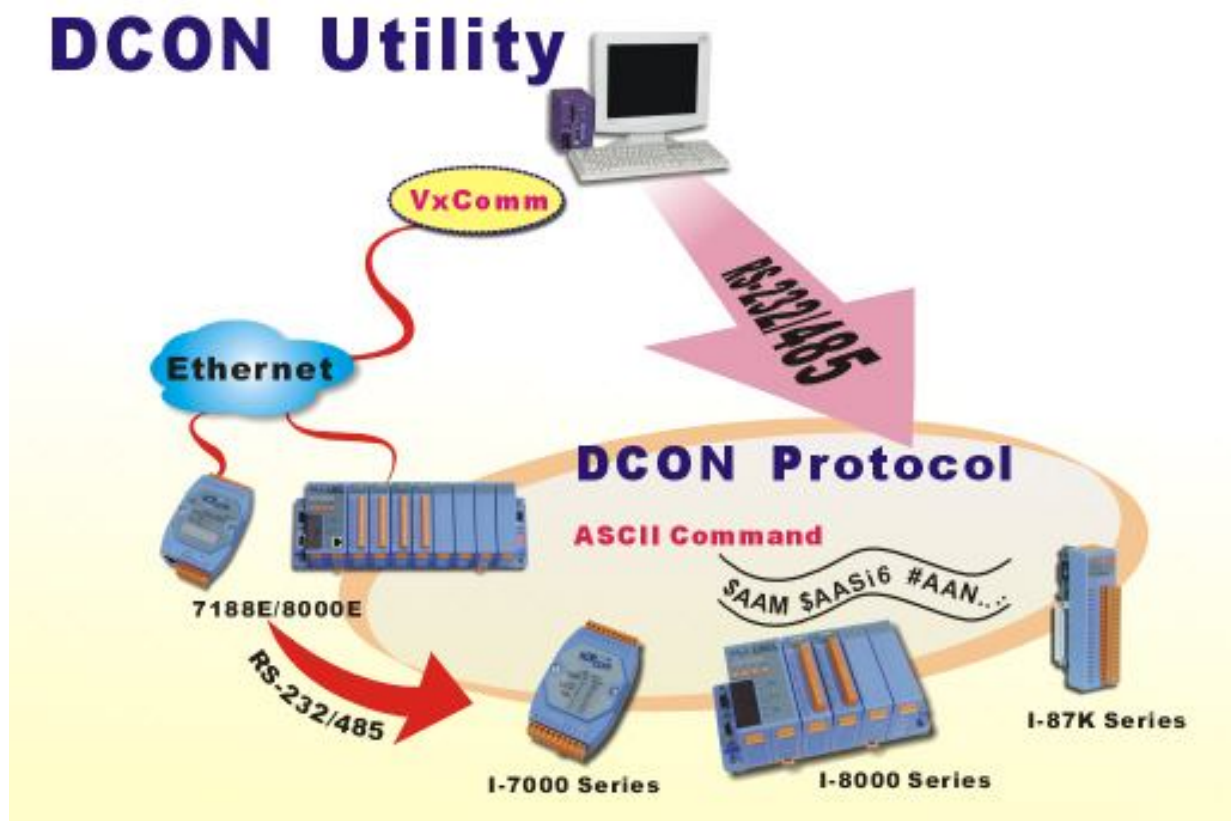 DCON Utility
VxComm
RS-232/485
Ethernet
DCON Protocol
ASCII Command
$AAM $AASi6 #AAN...
7188E/8000E
RS-232/485
I-7000 Series
I-8000 Series
I-87K Series